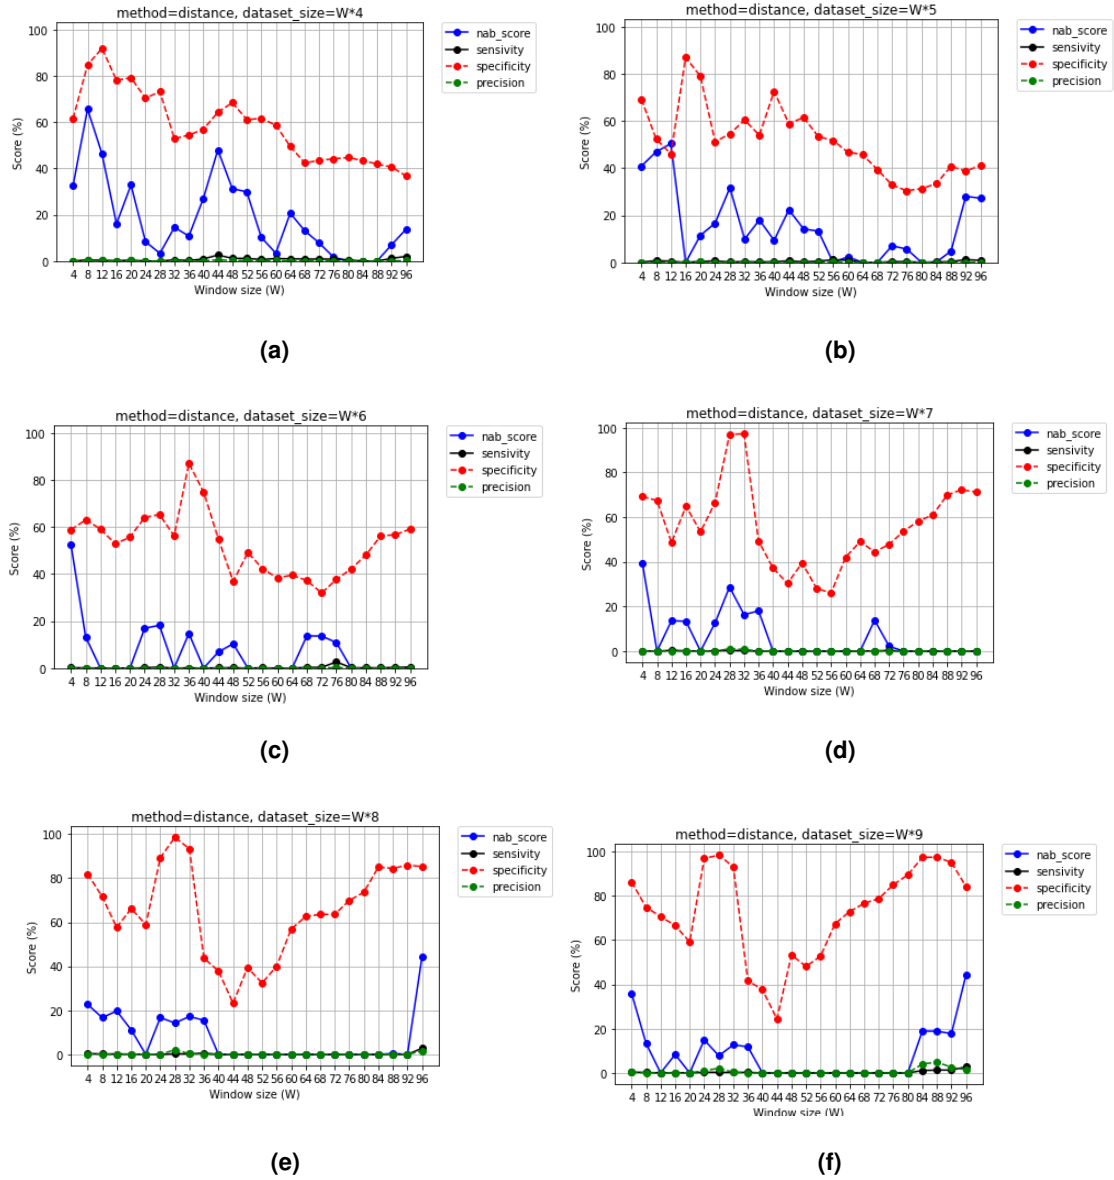 method=distance, dataset_size=W*4
100
80
60
40
20
0
Score (%)
4 8 12 16 20 24 28 32 36 40 44 48 52 56 60 64 68 72 76 80 84 88 92 96
Window size (W)
nab_score
sensivity
specificity
precision
(a)
method=distance, dataset_size=W*5
100
80
60
40
20
0
Score (%)
4 8 12 16 20 24 28 32 36 40 44 48 52 56 60 64 68 72 76 80 84 88 92 96
Window size (W)
nab_score
sensivity
specificity
precision
(b)
method=distance, dataset_size=W*6
100
80
60
40
20
0
Score (%)
4 8 12 16 20 24 28 32 36 40 44 48 52 56 60 64 68 72 76 80 84 88 92 96
Window size (W)
nab_score
sensivity
specificity
precision
(c)
method=distance, dataset_size=W*7
100
80
60
40
20
0
Score (%)
4 8 12 16 20 24 28 32 36 40 44 48 52 56 60 64 68 72 76 80 84 88 92 96
Window size (W)
nab_score
sensivity
specificity
precision
(d)
method=distance, dataset_size=W*8
100
80
60
40
20
0
Score (%)
4 8 12 16 20 24 28 32 36 40 44 48 52 56 60 64 68 72 76 80 84 88 92 96
Window size (W)
nab_score
sensivity
specificity
precision
(e)
method=distance, dataset_size=W*9
100
80
60
40
20
0
Score (%)
4 8 12 16 20 24 28 32 36 40 44 48 52 56 60 64 68 72 76 80 84 88 92 96
Window size (W)
nab_score
sensivity
specificity
precision
(f)